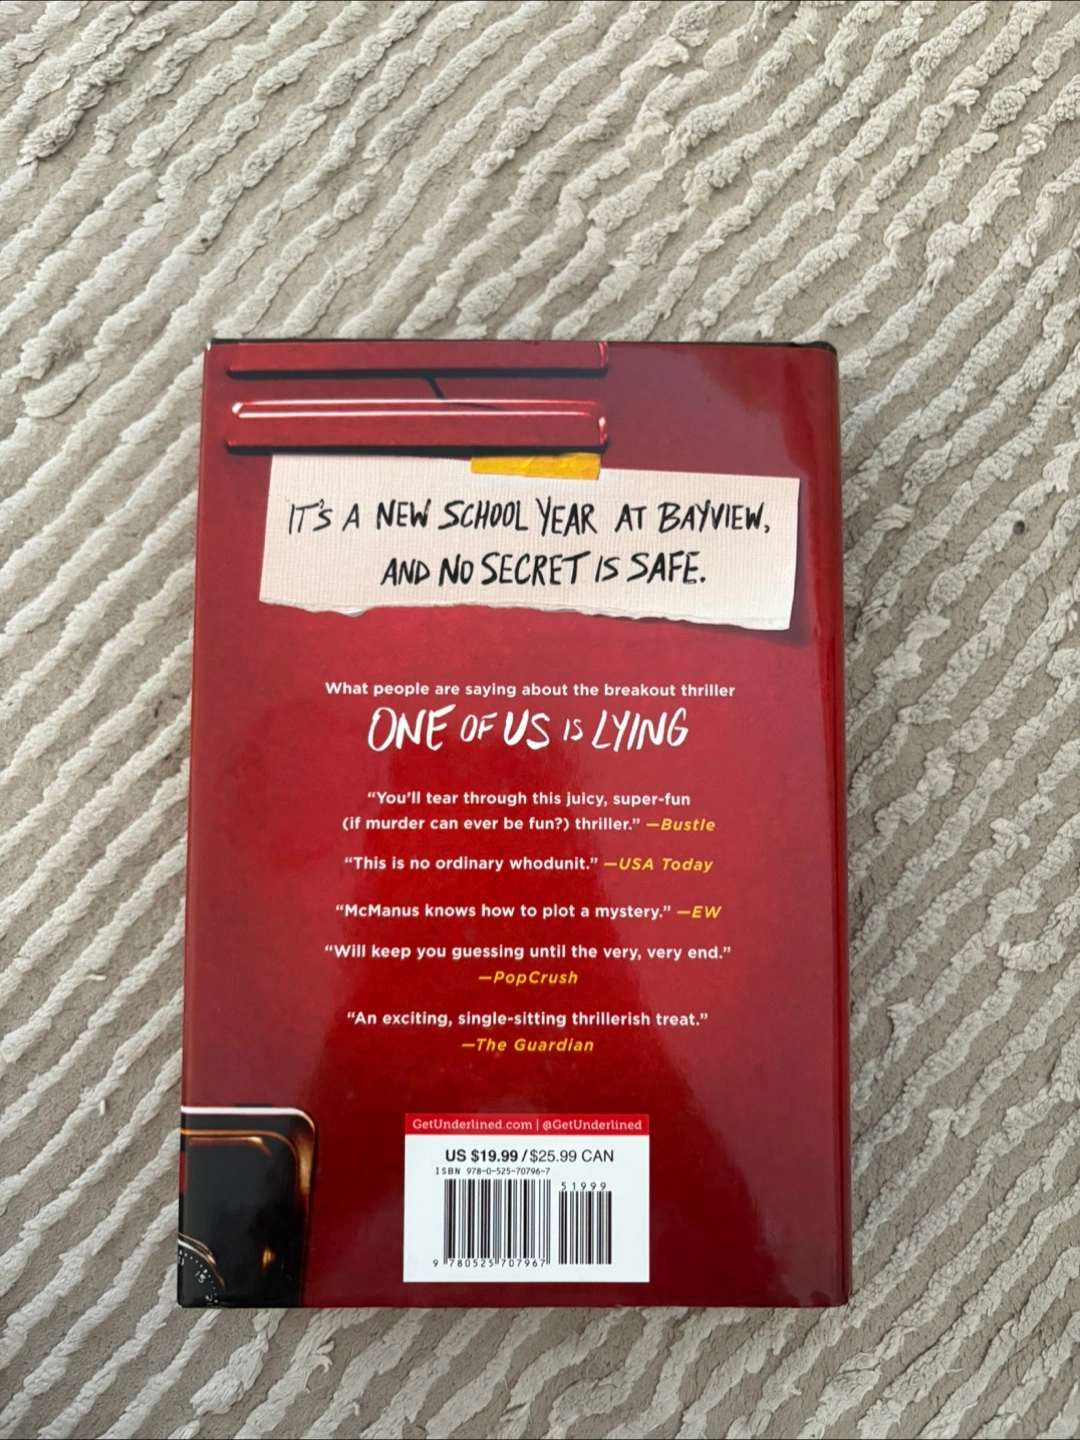 IT'S A NEW SCHOOL YEAR AT BAYVIEW,
AND NO SECRET IS SAFE.
What people are saying about the breakout thriller
ONE OF US IS LYING
“You’ll tear through this juicy, super-fun
(if murder can ever be fun?) thriller.” —Bustle
“This is no ordinary whodunit.” —USA Today
“McManus knows how to plot a mystery.” —EW
“Will keep you guessing until the very, very end.”
—PopCrush
“An exciting, single-sitting thrillerish treat.”
—The Guardian
GetUnderlined.com | @GetUnderlined
US $19.99 / $25.99 CAN
ISBN 978-0-525-70796-7
51999
9 780525 707967
15